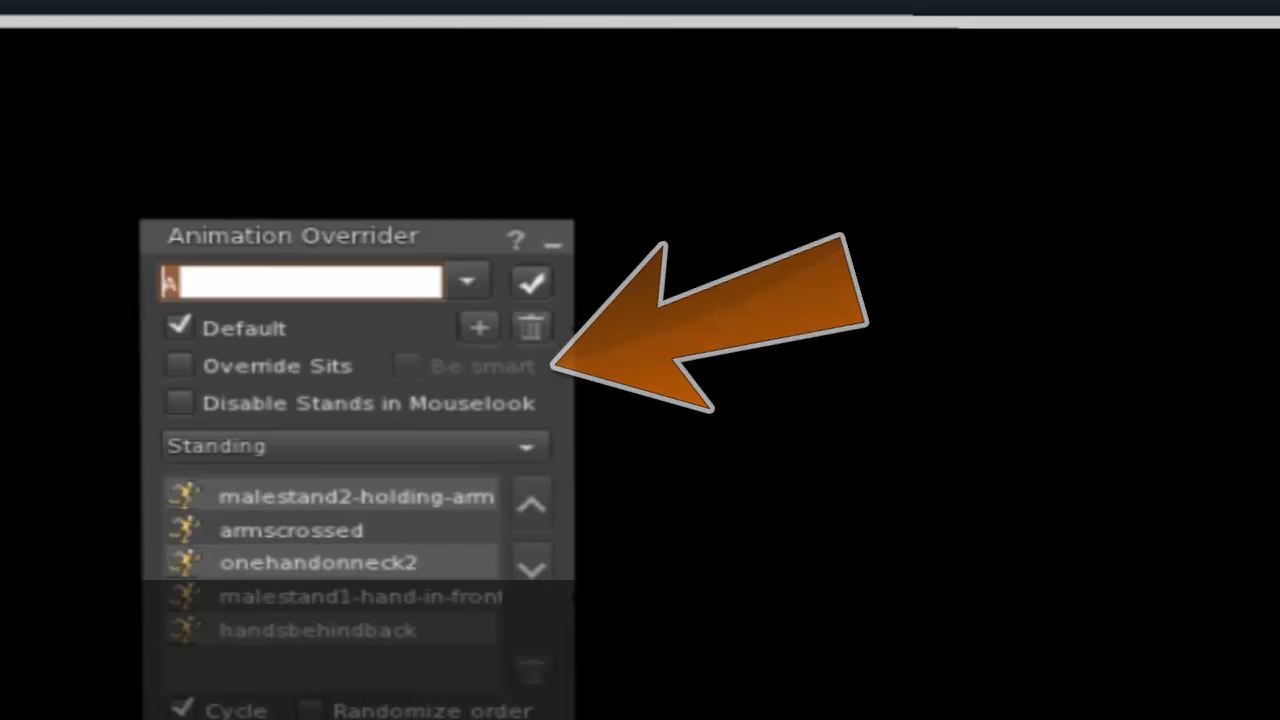 Animation Overrider ?
A
Default
Override Sits Be smart
Disable Stands in Mouselook
Standing
malestand2-holding-arm
armscrossed
onehandonneck2
malestand1-hand-in-front
handsbehindback
Cycle Randomize order